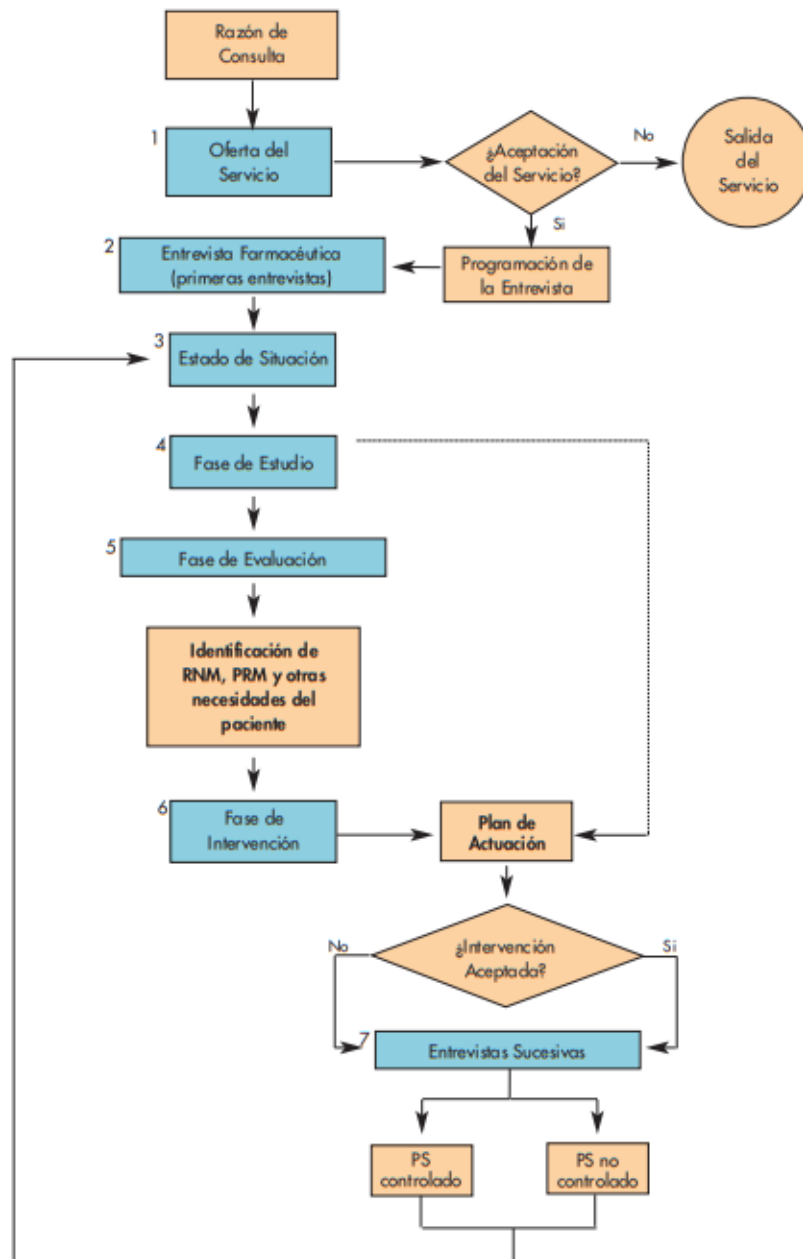 Razón de
Consulta
1
Oferta del
Servicio
¿Aceptación
del Servicio?
No
Salida
del
Servicio
Si
2
Entrevista Farmacéutica
(primeras entrevistas)
Programación de
la Entrevista
3
Estado de Situación
4
Fase de Estudio
5
Fase de Evaluación
Identificación de
RNM, PRM y otras
necesidades del
paciente
6
Fase de
Intervención
Plan de
Actuación
No
¿Intervención
Aceptada?
Si
7
Entrevistas Sucesivas
PS
controlado
PS no
controlado